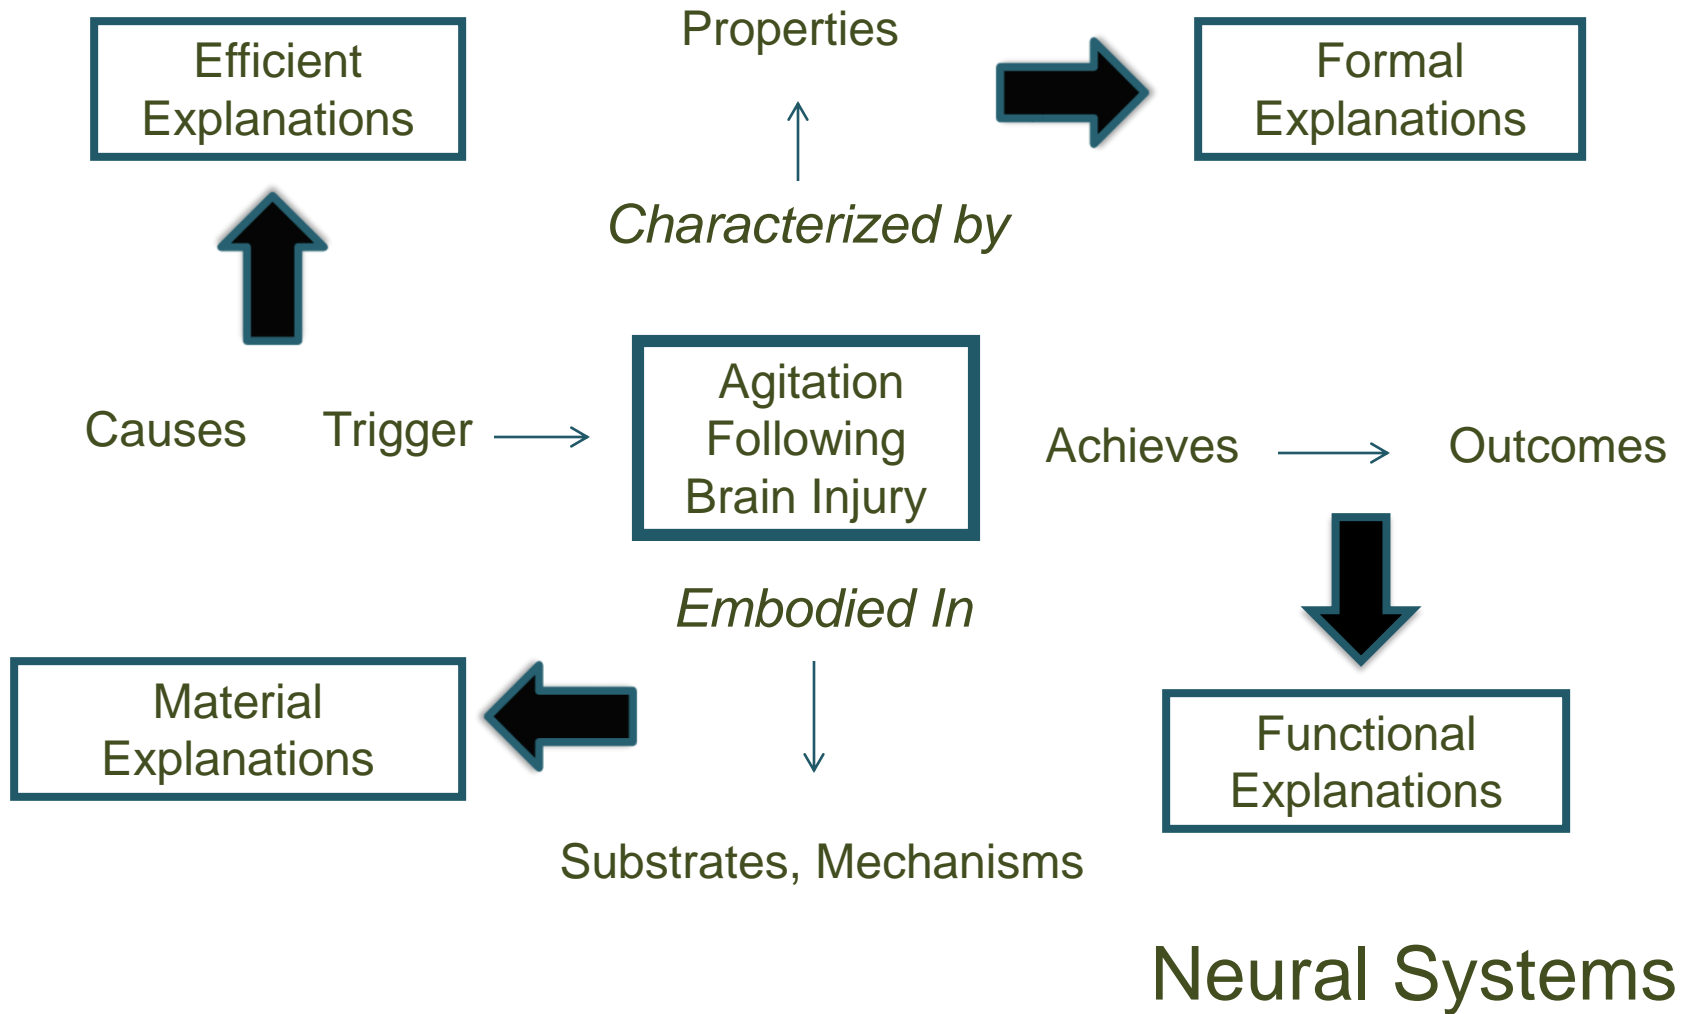 Properties
Efficient
Explanations
Formal
Explanations
Characterized by
Causes
Trigger
Agitation
Following
Brain Injury
Achieves
Outcomes
Embodied In
Material
Explanations
Functional
Explanations
Substrates, Mechanisms
Neural Systems